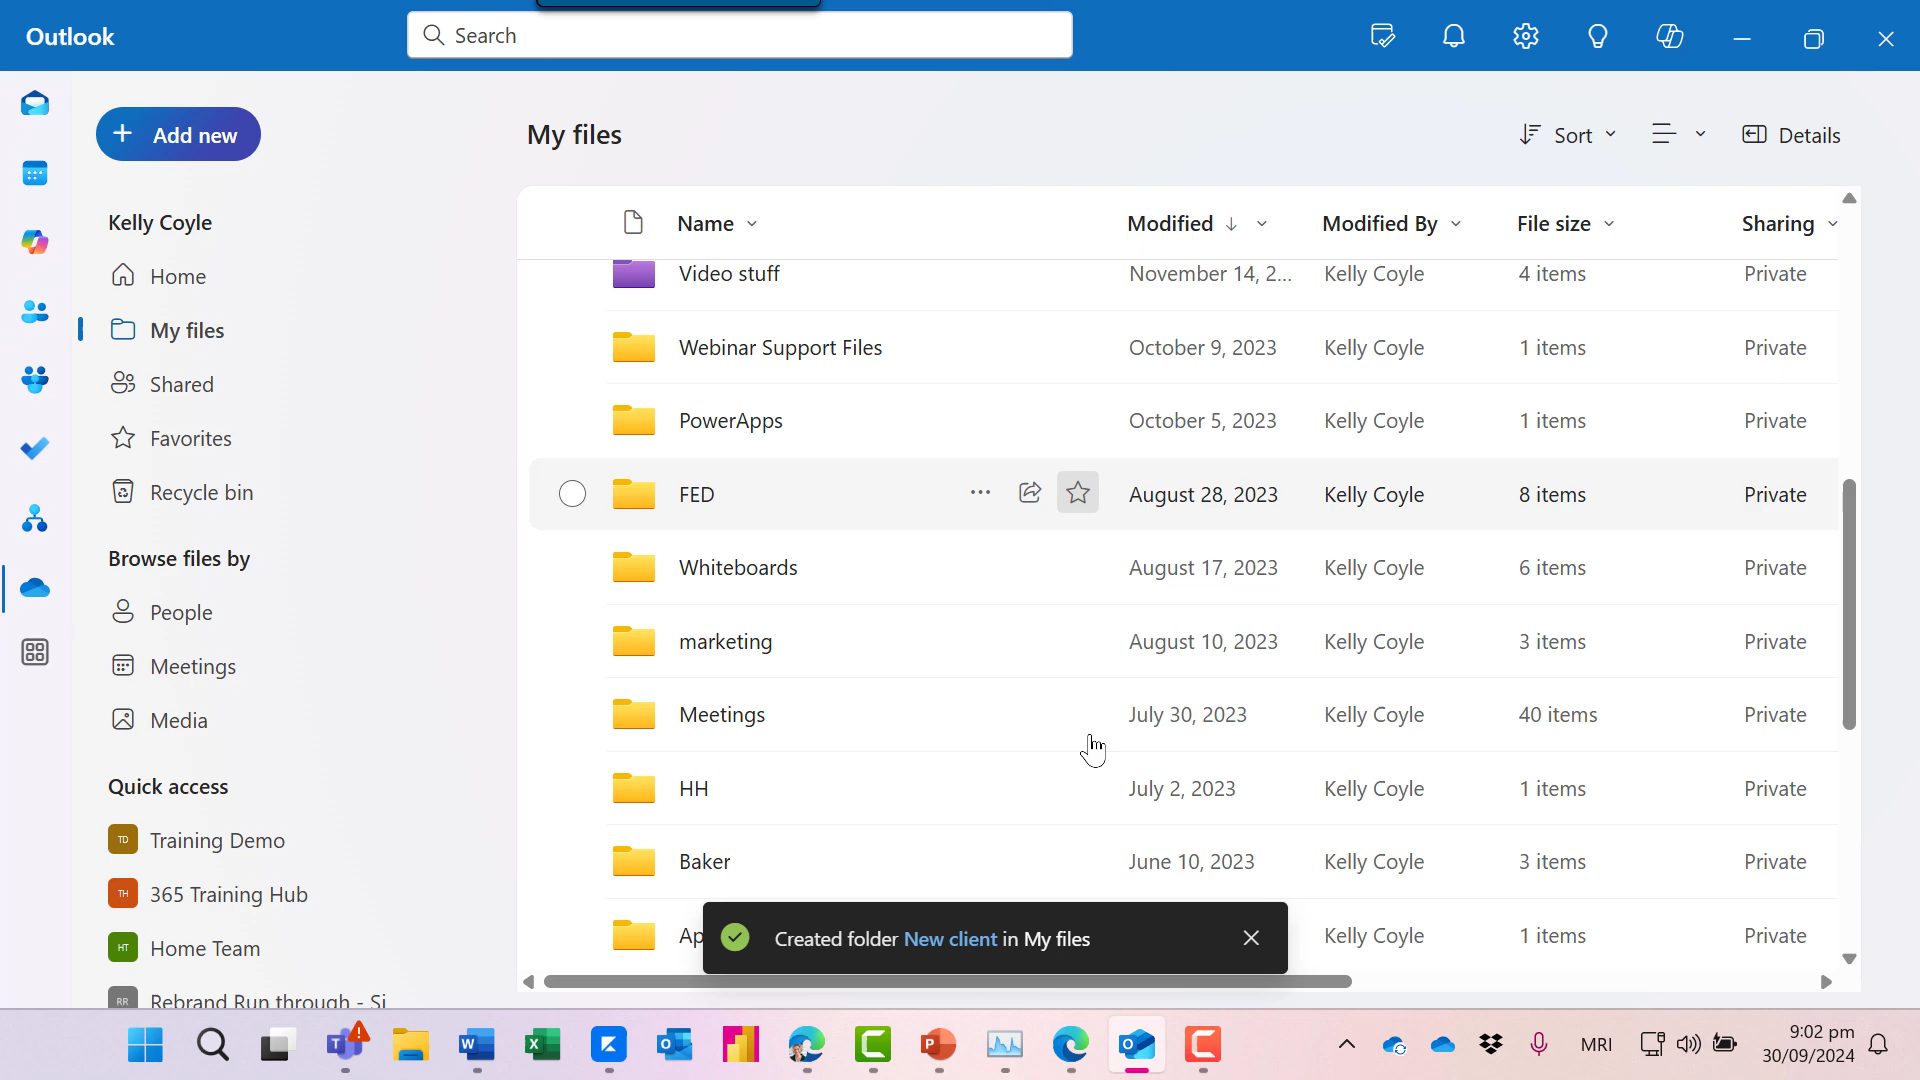 Outlook
Search
Add new
My files
Sort
Details
Kelly Coyle
Home
My files
Shared
Favorites
Recycle bin
Browse files by
People
Meetings
Media
Quick access
TD Training Demo
TH 365 Training Hub
HT Home Team
RR Rebrand Run through - Si
Name Modified Modified By File size Sharing
Video stuff November 14, 2... Kelly Coyle 4 items Private
Webinar Support Files October 9, 2023 Kelly Coyle 1 items Private
PowerApps October 5, 2023 Kelly Coyle 1 items Private
FED August 28, 2023 Kelly Coyle 8 items Private
Whiteboards August 17, 2023 Kelly Coyle 6 items Private
marketing August 10, 2023 Kelly Coyle 3 items Private
Meetings July 30, 2023 Kelly Coyle 40 items Private
HH July 2, 2023 Kelly Coyle 1 items Private
Baker June 10, 2023 Kelly Coyle 3 items Private
Ap Kelly Coyle 1 items Private
Created folder New client in My files
MRI
9:02 pm
30/09/2024